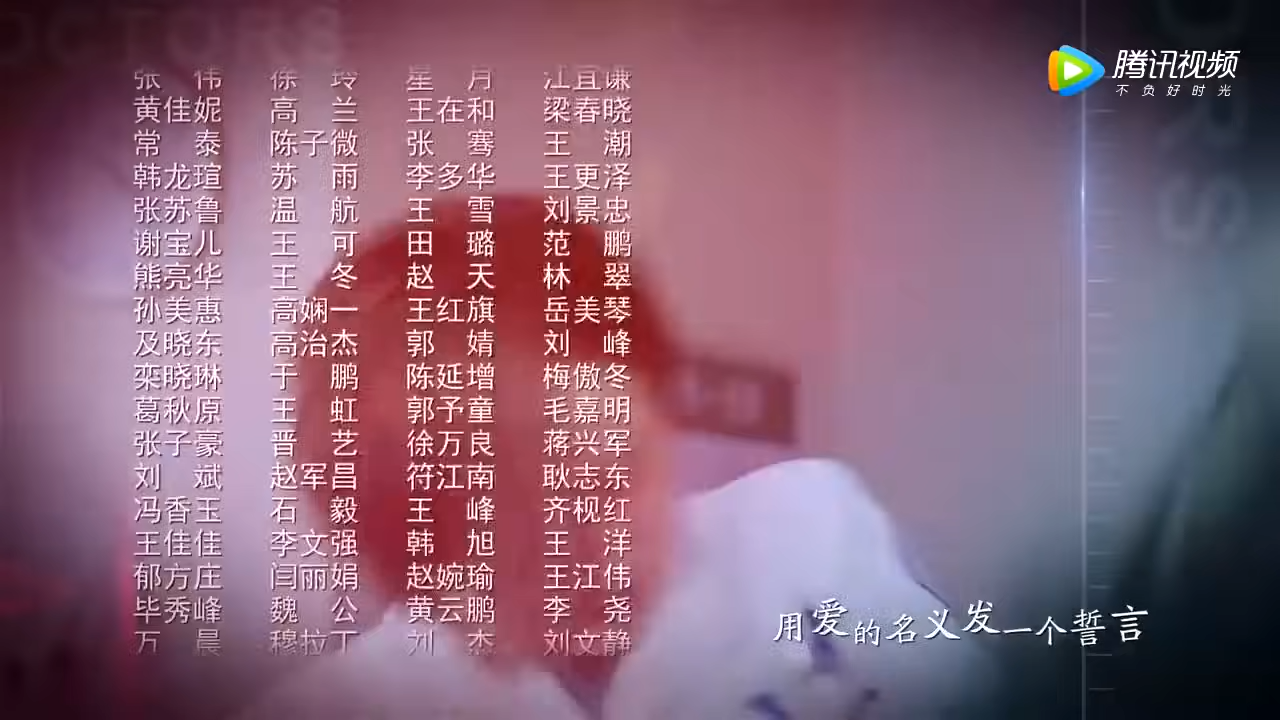 OCTORS
腾讯视频
不负好时光
张伟 徐玲 星月 江宜谦
黄佳妮 高兰 王在和 梁春晓
常泰 陈子微 张骞 王潮
韩龙瑄 苏雨 李多华 王更泽
张苏鲁 温航 王雪 刘景忠
谢宝儿 王可 田璐 范鹏
熊亮华 王冬 赵天 林翠
孙美惠 高娴一 王红旗 岳美琴
及晓东 高治杰 郭婧 刘峰
栾晓琳 于鹏 陈延增 梅傲冬
葛秋原 王虹 郭予童 毛嘉明
张子豪 晋艺 徐万良 蒋兴军
刘斌 赵军昌 符江南 耿志东
冯香玉 石毅 王峰 齐枧红
王佳佳 李文强 韩旭 王洋
郁方庄 闫丽娟 赵婉瑜 王江伟
毕秀峰 魏公 黄云鹏 李尧
万晨 穆拉丁 刘杰 刘文静
用爱的名义发一个誓言